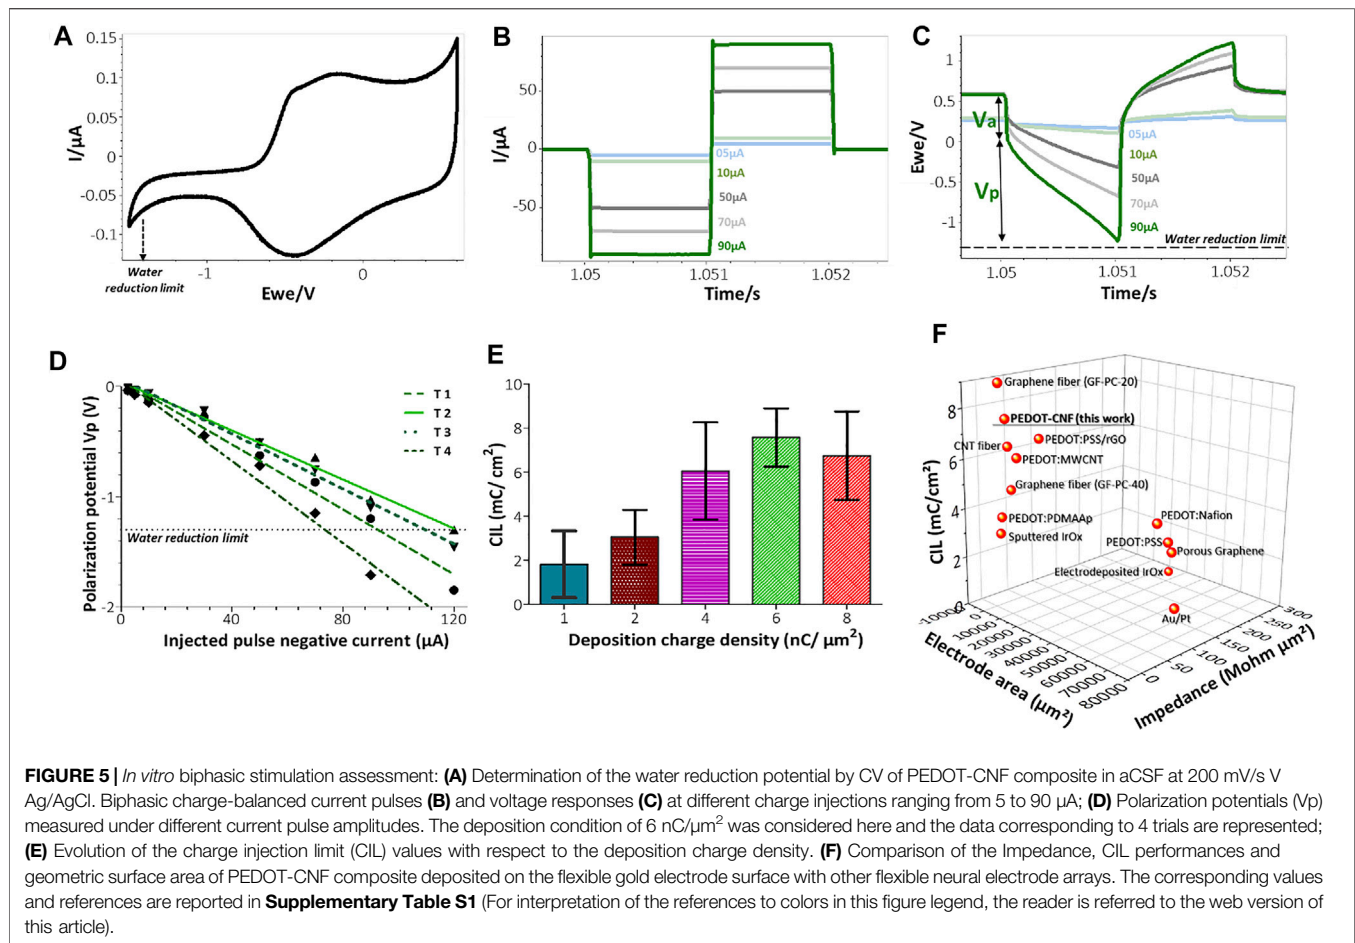 A
0.15
0.1
0.05
0
-0.05
-0.1
I/µA
Water
reduction limit
-1
0
Ewe/V
B
50
0
-50
I/µA
05µA
10µA
50µA
70µA
90µA
1.05
1.051
1.052
Time/s
C
1
0.5
0
-0.5
-1
Ewe/V
Va
Vp
05µA
10µA
50µA
70µA
90µA
Water reduction limit
1.05
1.051
1.052
Time/s
D
0
-1
-2
Polarization potential Vp (V)
T 1
T 2
T 3
T 4
Water reduction limit
0
40
80
120
Injected pulse negative current (µA)
E
10
8
6
4
2
0
CIL (mC/ cm²)
1
2
4
6
8
Deposition charge density (nC/ µm²)
F
8
6
4
2
0
CIL (mC/cm²)
Graphene fiber (GF-PC-20)
PEDOT-CNF (this work)
CNT fiber
PEDOT:PSS/rGO
PEDOT:MWCNT
Graphene fiber (GF-PC-40)
PEDOT:PDMAAp
Sputtered IrOx
PEDOT:Nafion
PEDOT:PSS
Porous Graphene
Electrodeposited IrOx
Au/Pt
-10000
0
10000
20000
30000
40000
50000
60000
70000
80000
Electrode area (µm²)
0
50
100
150
200
250
300
Impedance (Mohm µm²)
FIGURE 5 | In vitro biphasic stimulation assessment: (A) Determination of the water reduction potential by CV of PEDOT-CNF composite in aCSF at 200 mV/s V
Ag/AgCl. Biphasic charge-balanced current pulses (B) and voltage responses (C) at different charge injections ranging from 5 to 90 µA; (D) Polarization potentials (Vp)
measured under different current pulse amplitudes. The deposition condition of 6 nC/µm² was considered here and the data corresponding to 4 trials are represented;
(E) Evolution of the charge injection limit (CIL) values with respect to the deposition charge density. (F) Comparison of the Impedance, CIL performances and
geometric surface area of PEDOT-CNF composite deposited on the flexible gold electrode surface with other flexible neural electrode arrays. The corresponding values
and references are reported in Supplementary Table S1 (For interpretation of the references to colors in this figure legend, the reader is referred to the web version of
this article).